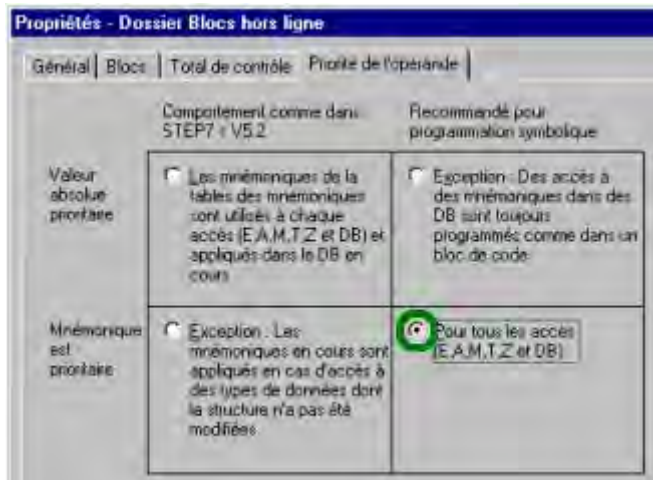 Propriétés - Dossier Blocs hors ligne
Général Blocs Total de contrôle Priorité de l'opérande
Comportement comme dans
STEP7 < V5.2
Recommandé pour
programmation symbolique
Valeur
absolue
prioritaire
Les mnémoniques de la
tables des mnémoniques
sont utilisés à chaque
accès (E,A,M,T,Z et DB) et
appliqués dans le DB en
cours
Exception : Des accès à
des mnémoniques dans des
DB sont toujours
programmés comme dans un
bloc de code
Mnémonique
est
prioritaire
Exception : Les
mnémoniques en cours sont
appliqués en cas d'accès à
des types de données dont
la structure n'a pas été
modifiées
Pour tous les accès
(E,A,M,T,Z et DB)